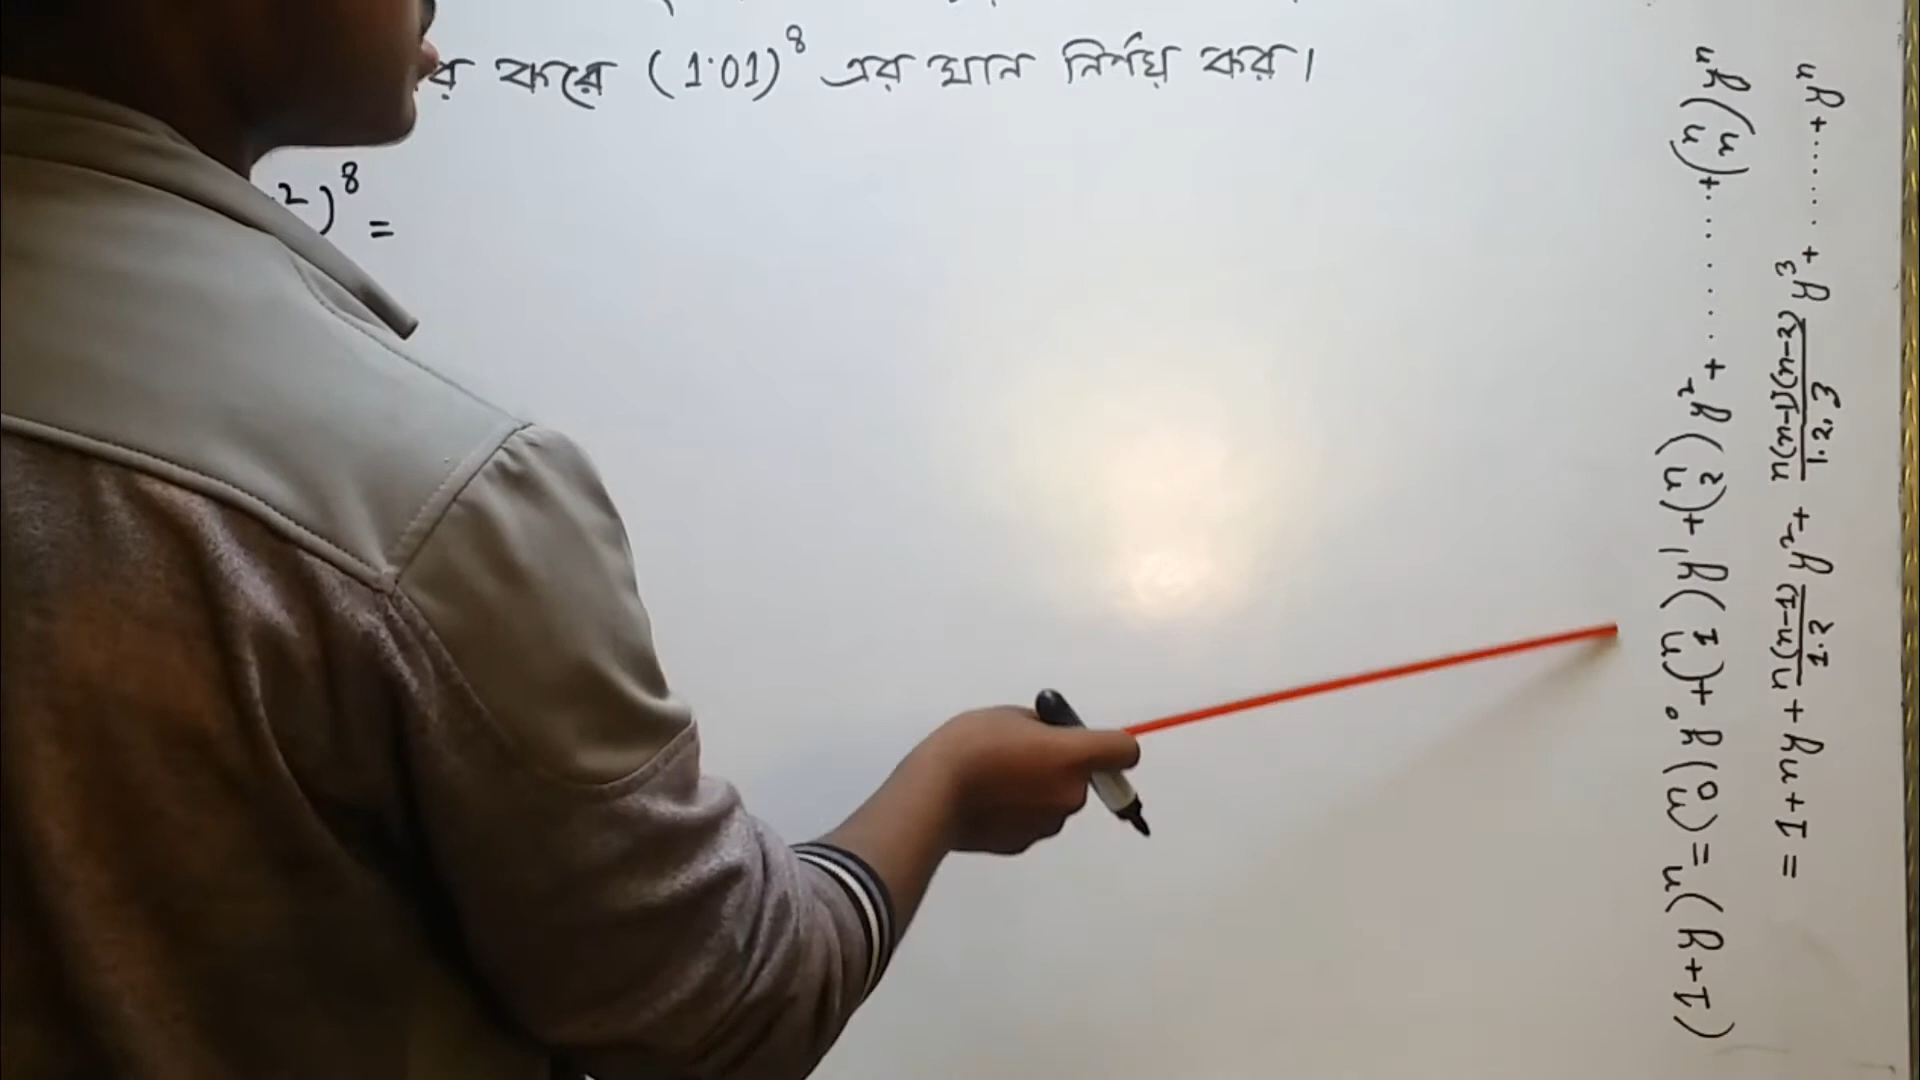 র করে (1·01)⁸ এর মান নির্ণয় কর।
²)⁸ =
(1+y)ⁿ = (ⁿ₀)y⁰ + (ⁿ₁)y¹ + (ⁿ₂)y² + ........ + (ⁿₙ)yⁿ
= 1 + ny + n(n-1)/1·2 y² + n(n-1)(n-2)/1·2·3 y³ + ....... + yⁿ